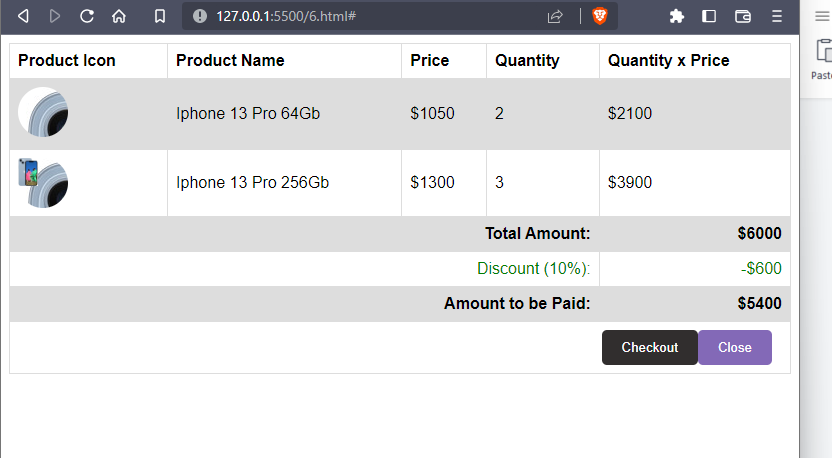 127.0.0.1:5500/6.html#
Product Icon Product Name Price Quantity Quantity x Price
Iphone 13 Pro 64Gb $1050 2 $2100
Iphone 13 Pro 256Gb $1300 3 $3900
Total Amount: $6000
Discount (10%): -$600
Amount to be Paid: $5400
Checkout Close